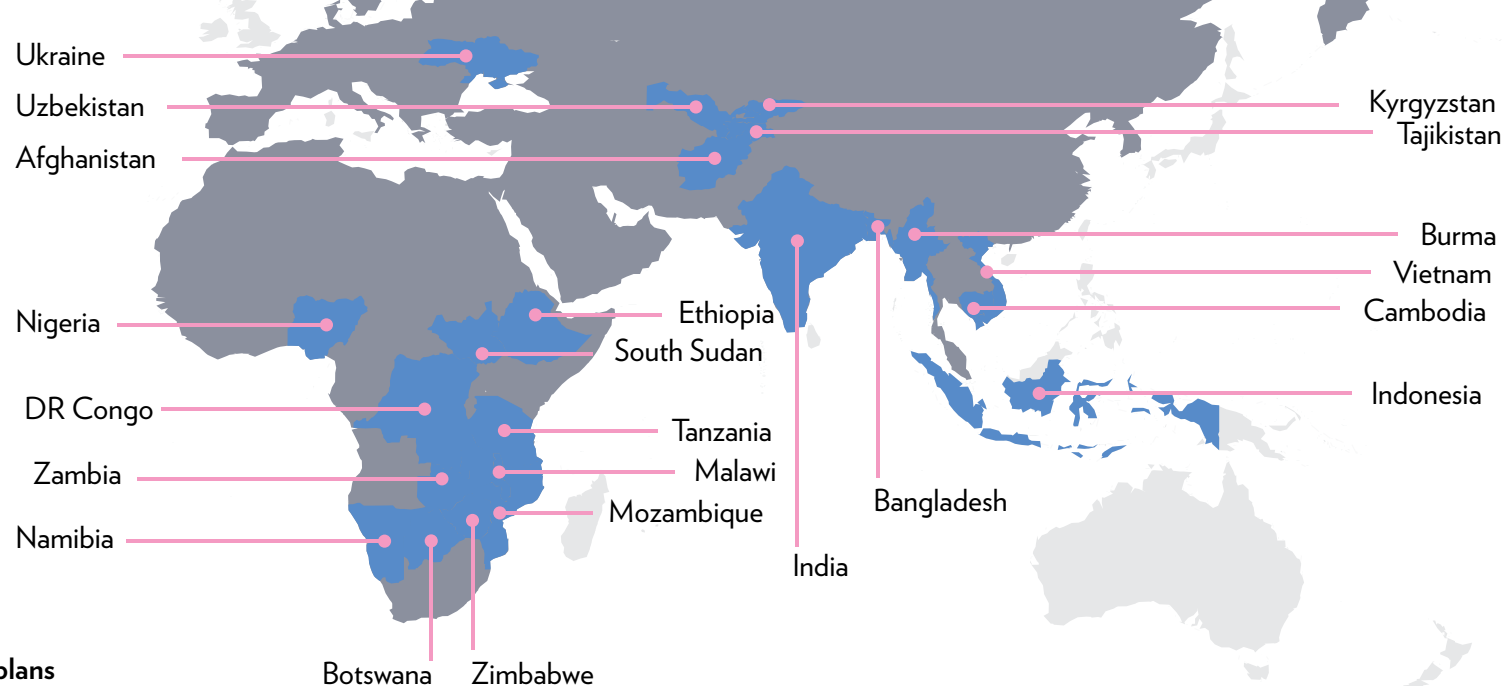 Ukraine
Uzbekistan
Afghanistan
Kyrgyzstan
Tajikistan
Burma
Vietnam
Cambodia
Indonesia
Nigeria
Ethiopia
South Sudan
DR Congo
Tanzania
Zambia
Malawi
Mozambique
Namibia
Bangladesh
India
Botswana
Zimbabwe
plans